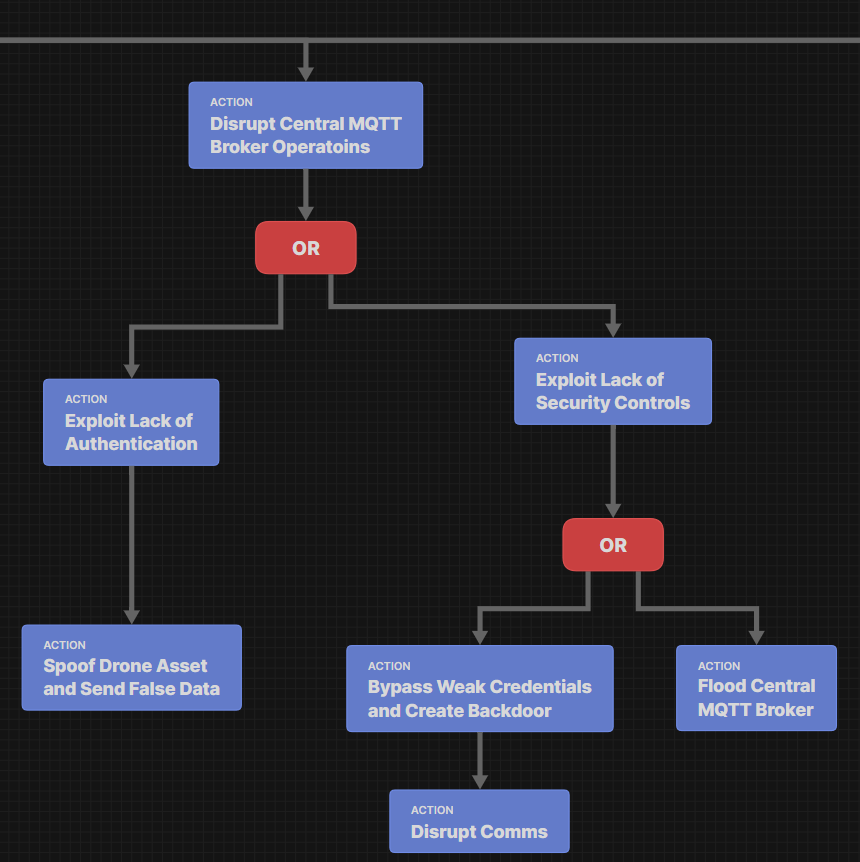 ACTION
Disrupt Central MQTT
Broker Operatoins
OR
ACTION
Exploit Lack of
Security Controls
ACTION
Exploit Lack of
Authentication
OR
ACTION
Spoof Drone Asset
and Send False Data
ACTION
Bypass Weak Credentials
and Create Backdoor
ACTION
Flood Central
MQTT Broker
ACTION
Disrupt Comms